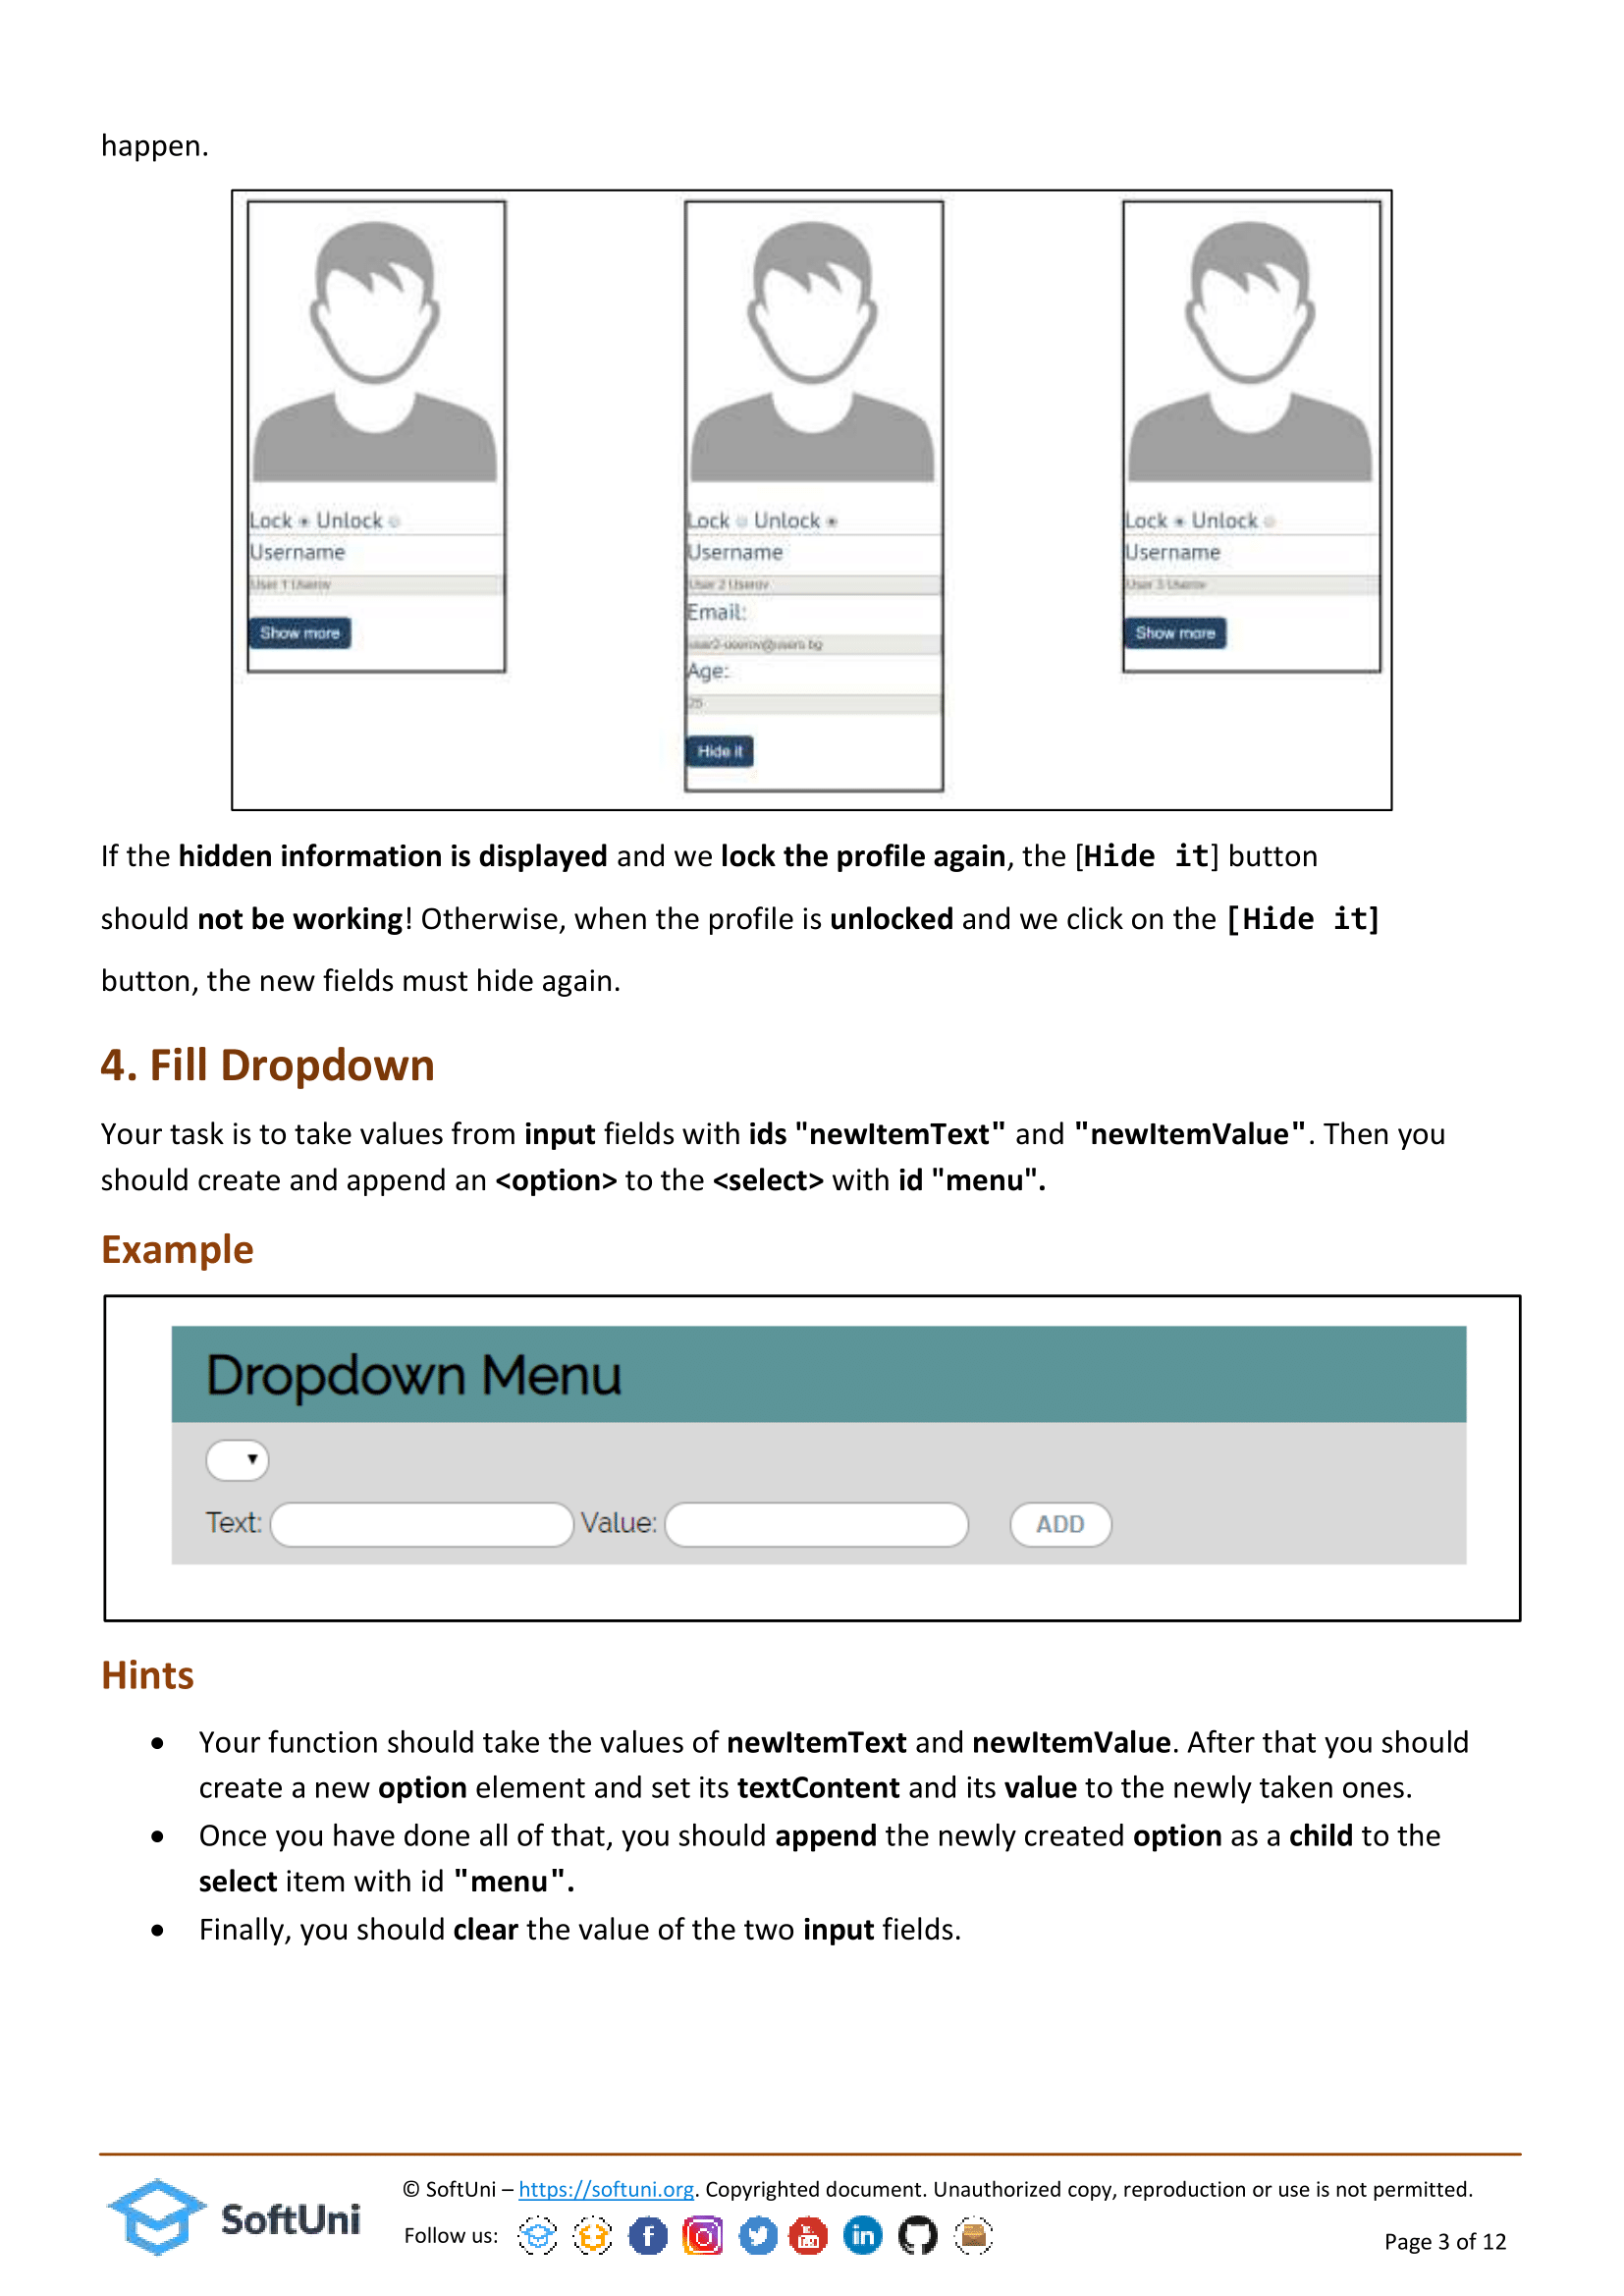 happen.
Lock Unlock
Username
User 1 Userov
Show more
Lock Unlock
Username
User 2 Userov
Email:
user2-userov@users.bg
Age:
25
Hide it
Lock Unlock
Username
User 3 Userov
Show more
If the hidden information is displayed and we lock the profile again, the [Hide it] button
should not be working! Otherwise, when the profile is unlocked and we click on the [Hide it]
button, the new fields must hide again.
4. Fill Dropdown
Your task is to take values from input fields with ids "newItemText" and "newItemValue". Then you
should create and append an <option> to the <select> with id "menu".
Example
Dropdown Menu
Text: Value: ADD
Hints
• Your function should take the values of newItemText and newItemValue. After that you should
create a new option element and set its textContent and its value to the newly taken ones.
• Once you have done all of that, you should append the newly created option as a child to the
select item with id "menu".
• Finally, you should clear the value of the two input fields.
SoftUni
© SoftUni – https://softuni.org. Copyrighted document. Unauthorized copy, reproduction or use is not permitted.
Follow us:
Page 3 of 12